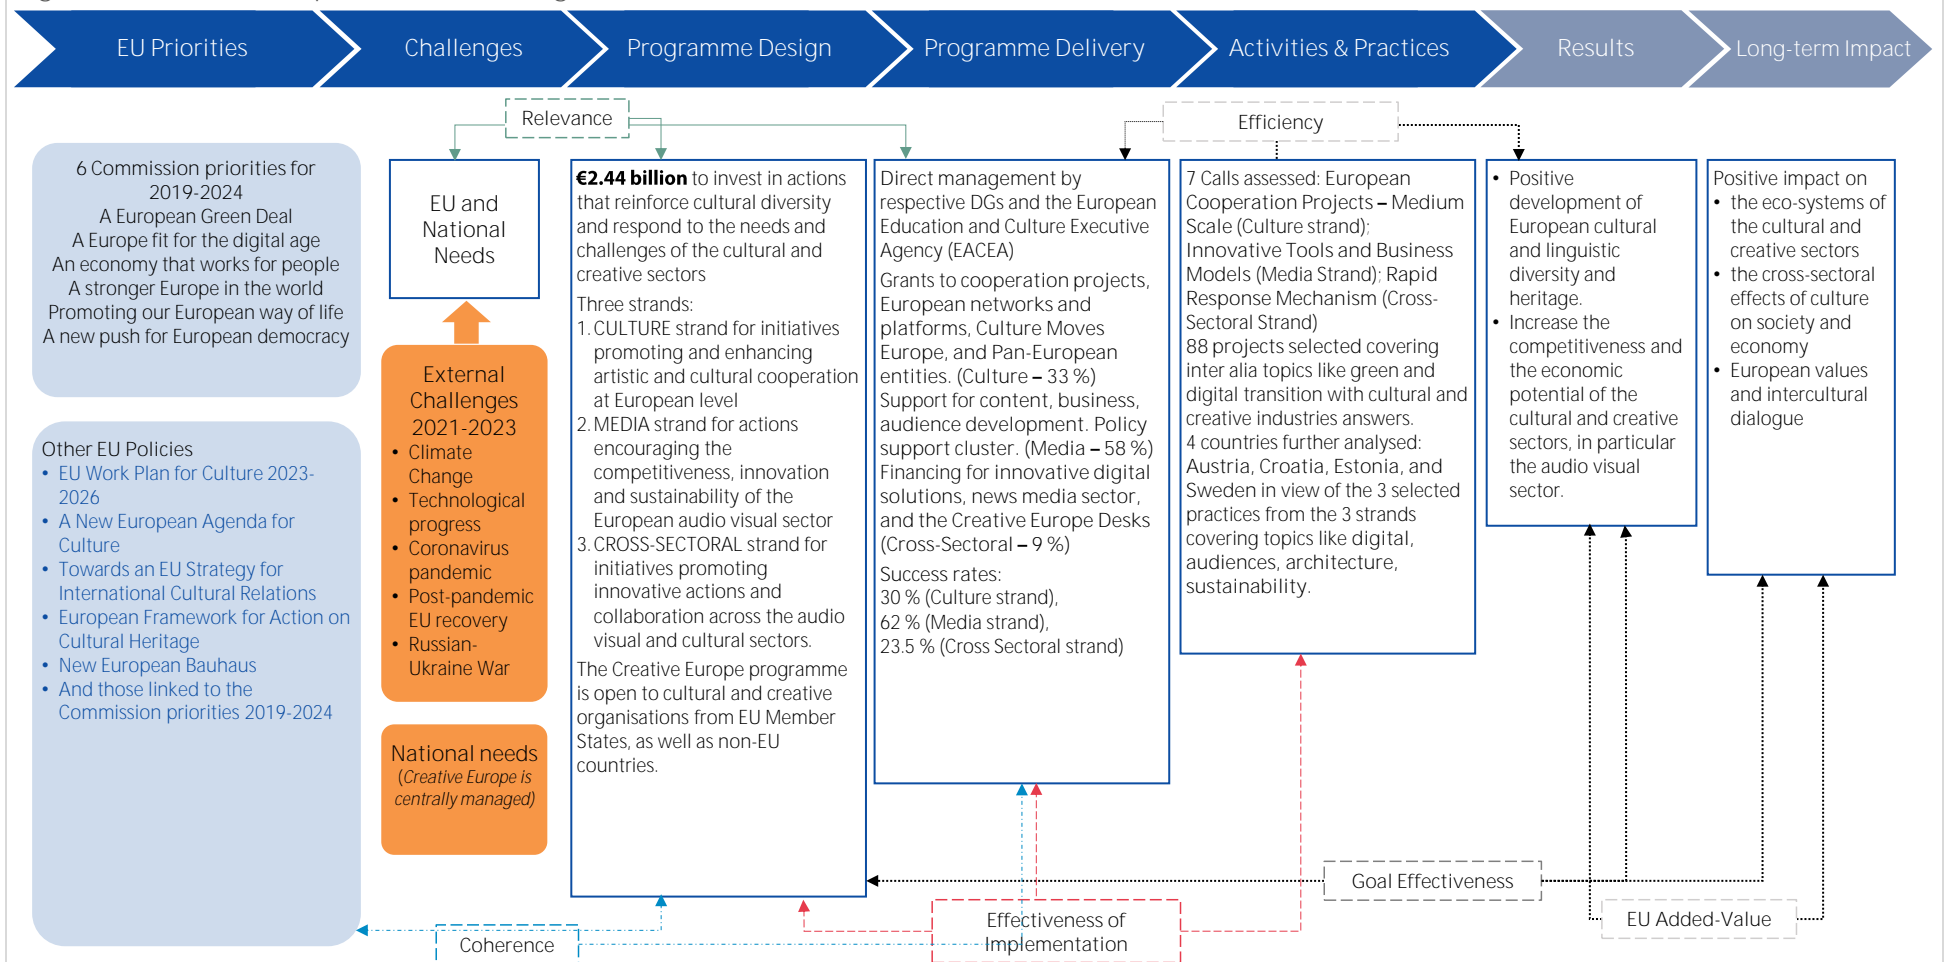 EU Priorities
Challenges
Programme Design
Programme Delivery
Activities & Practices
Results
Long-term Impact
Relevance
Efficiency
6 Commission priorities for
2019-2024
A European Green Deal
A Europe fit for the digital age
An economy that works for people
A stronger Europe in the world
Promoting our European way of life
A new push for European democracy
Other EU Policies
• EU Work Plan for Culture 2023-
2026
• A New European Agenda for
Culture
• Towards an EU Strategy for
International Cultural Relations
• European Framework for Action on
Cultural Heritage
• New European Bauhaus
• And those linked to the
Commission priorities 2019-2024
EU and
National
Needs
External
Challenges
2021-2023
• Climate
Change
• Technological
progress
• Coronavirus
pandemic
• Post-pandemic
EU recovery
• Russian-
Ukraine War
National needs
(Creative Europe is
centrally managed)
€2.44 billion to invest in actions
that reinforce cultural diversity
and respond to the needs and
challenges of the cultural and
creative sectors
Three strands:
1. CULTURE strand for initiatives
promoting and enhancing
artistic and cultural cooperation
at European level
2. MEDIA strand for actions
encouraging the
competitiveness, innovation
and sustainability of the
European audio visual sector
3. CROSS-SECTORAL strand for
initiatives promoting
innovative actions and
collaboration across the audio
visual and cultural sectors.
The Creative Europe programme
is open to cultural and creative
organisations from EU Member
States, as well as non-EU
countries.
Direct management by
respective DGs and the European
Education and Culture Executive
Agency (EACEA)
Grants to cooperation projects,
European networks and
platforms, Culture Moves
Europe, and Pan-European
entities. (Culture – 33 %)
Support for content, business,
audience development. Policy
support cluster. (Media – 58 %)
Financing for innovative digital
solutions, news media sector,
and the Creative Europe Desks
(Cross-Sectoral – 9 %)
Success rates:
30 % (Culture strand),
62 % (Media strand),
23.5 % (Cross Sectoral strand)
7 Calls assessed: European
Cooperation Projects – Medium
Scale (Culture strand);
Innovative Tools and Business
Models (Media Strand); Rapid
Response Mechanism (Cross-
Sectoral Strand)
88 projects selected covering
inter alia topics like green and
digital transition with cultural and
creative industries answers.
4 countries further analysed:
Austria, Croatia, Estonia, and
Sweden in view of the 3 selected
practices from the 3 strands
covering topics like digital,
audiences, architecture,
sustainability.
• Positive
development of
European cultural
and linguistic
diversity and
heritage.
• Increase the
competitiveness and
the economic
potential of the
cultural and creative
sectors, in particular
the audio visual
sector.
Positive impact on
• the eco-systems of
the cultural and
creative sectors
• the cross-sectoral
effects of culture
on society and
economy
• European values
and intercultural
dialogue
Goal Effectiveness
EU Added-Value
Effectiveness of
Implementation
Coherence